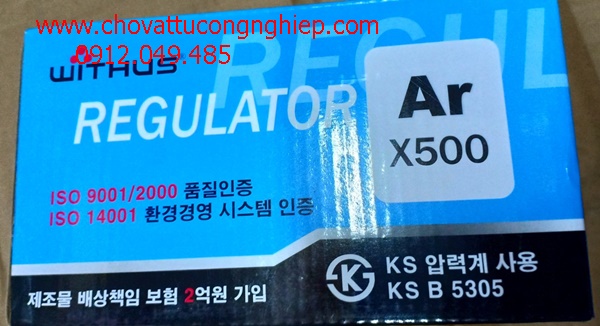 www.chovattucongnghiep.com
0912.049.485
WITHUS®
REGULATOR
Ar
X500
ISO 9001/2000 품질인증
ISO 14001 환경경영 시스템 인증
제조물 배상책임 보험 2억원 가입
KS 압력계 사용
KS B 5305
REGUL